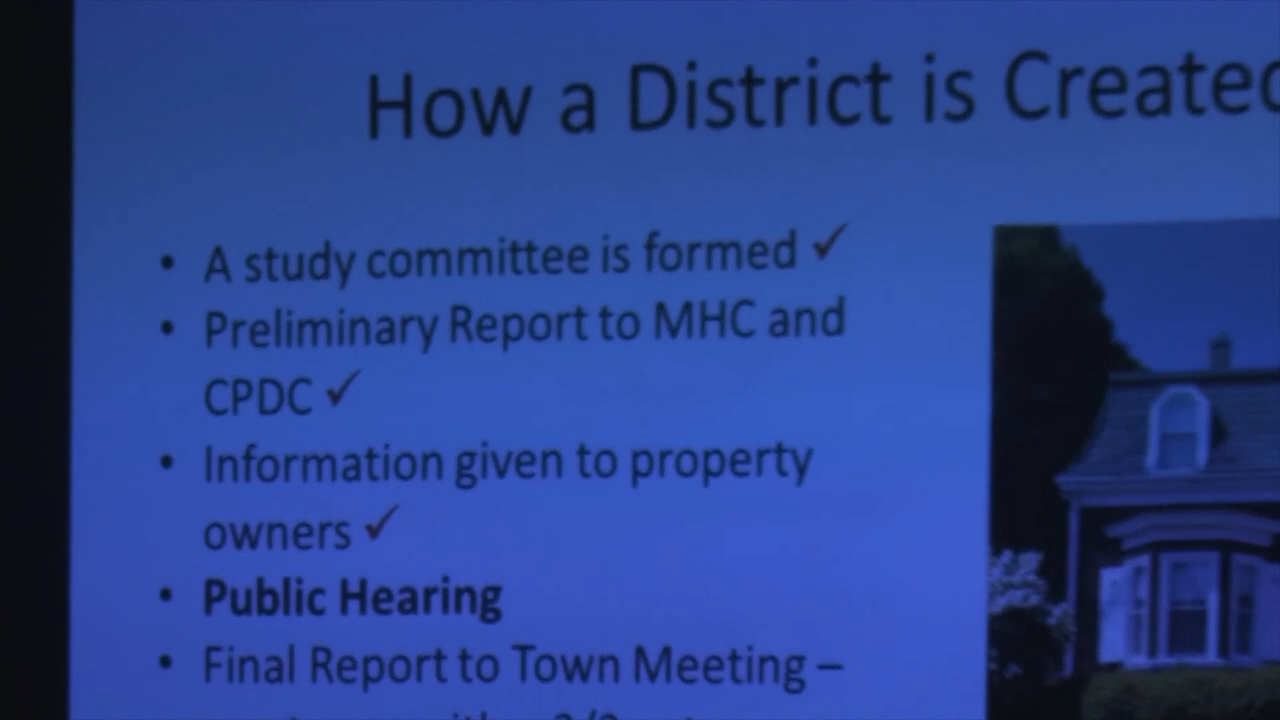 How a District is Created
• A study committee is formed ✓
• Preliminary Report to MHC and
CPDC ✓
• Information given to property
owners ✓
• Public Hearing
• Final Report to Town Meeting –